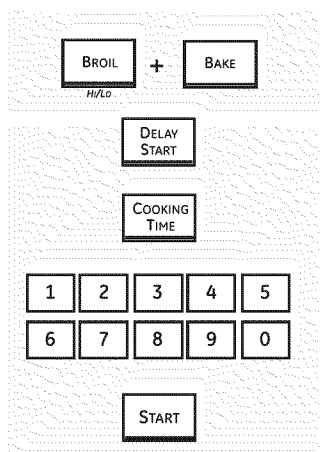 BROIL + BAKE
HI/LO
DELAY
START
COOKING
TIME
1 2 3 4 5
6 7 8 9 0
START